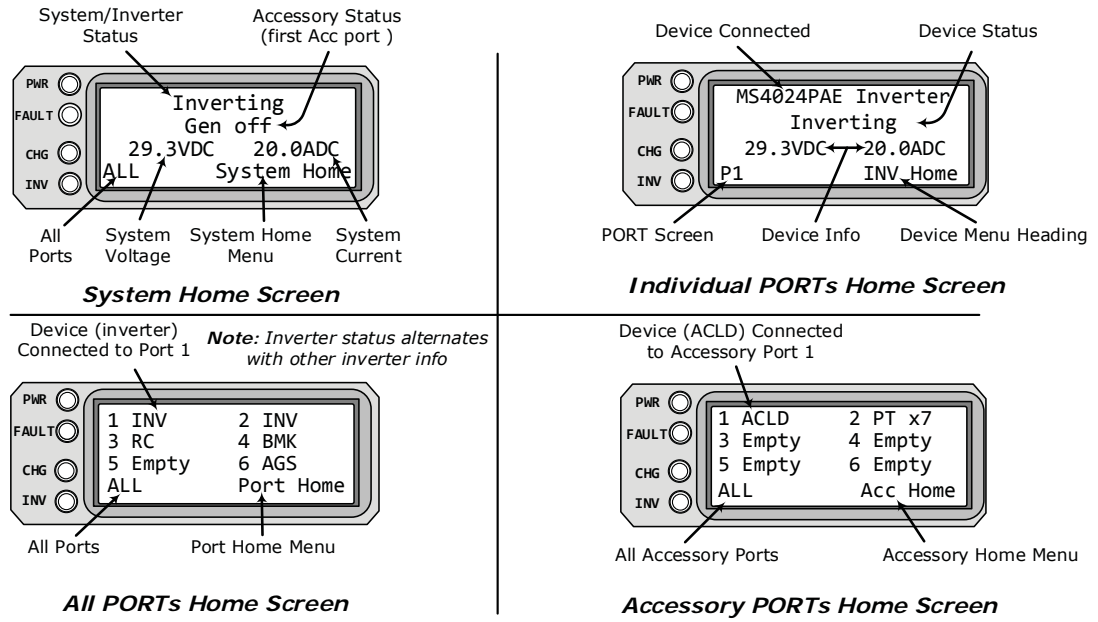 System/Inverter
Status
Accessory Status
(first Acc port )
PWR
FAULT
CHG
INV
Inverting
Gen off
29.3VDC 20.0ADC
ALL System Home
All
Ports
System
Voltage
System Home
Menu
System
Current
System Home Screen
Device Connected
Device Status
PWR
FAULT
CHG
INV
MS4024PAE Inverter
Inverting
29.3VDC 20.0ADC
P1 INV Home
PORT Screen
Device Info
Device Menu Heading
Individual PORTs Home Screen
Device (inverter)
Connected to Port 1
Note: Inverter status alternates
with other inverter info
PWR
FAULT
CHG
INV
1 INV 2 INV
3 RC 4 BMK
5 Empty 6 AGS
ALL Port Home
All Ports
Port Home Menu
All PORTs Home Screen
Device (ACLD) Connected
to Accessory Port 1
PWR
FAULT
CHG
INV
1 ACLD 2 PT x7
3 Empty 4 Empty
5 Empty 6 Empty
ALL Acc Home
All Accessory Ports
Accessory Home Menu
Accessory PORTs Home Screen